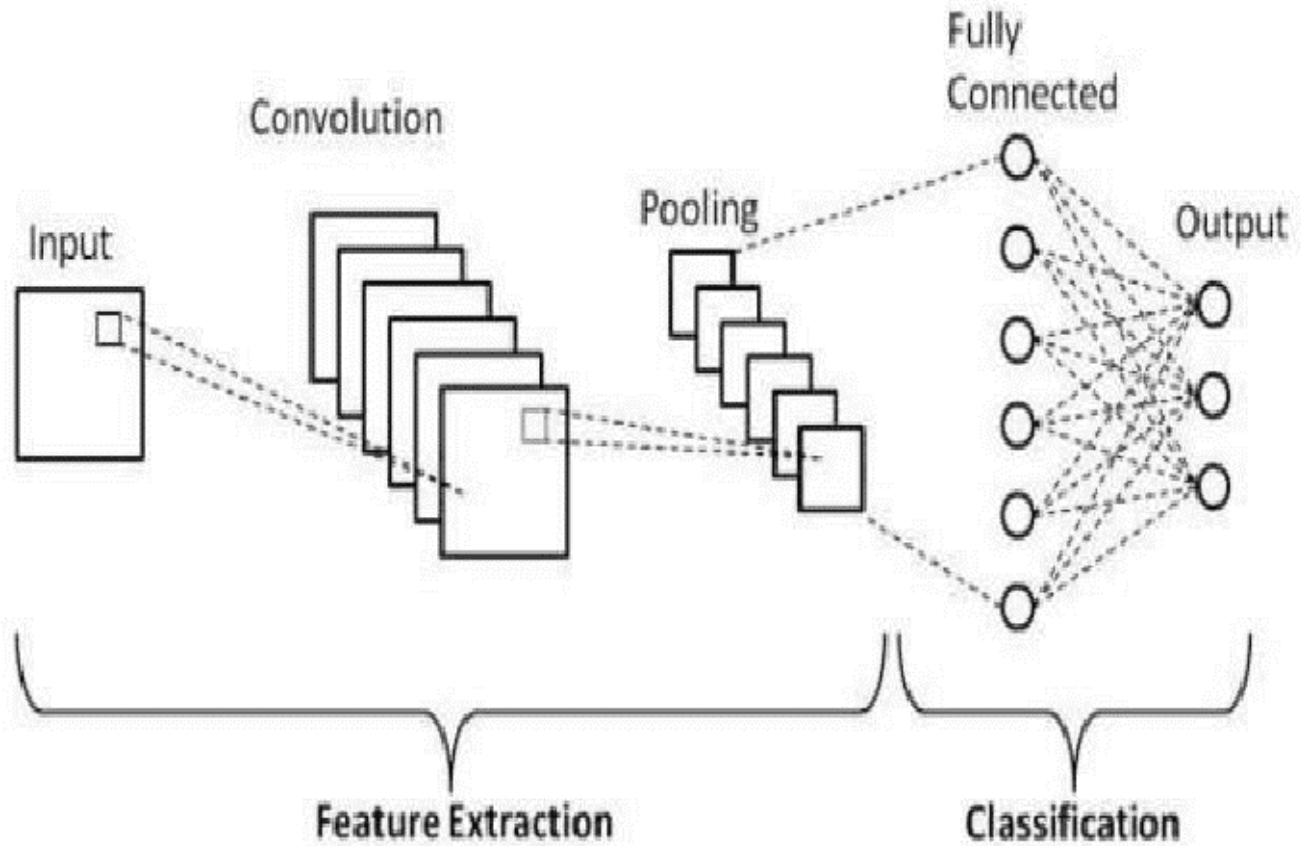 Fully
Connected
Convolution
Pooling
Output
Input
Feature Extraction
Classification